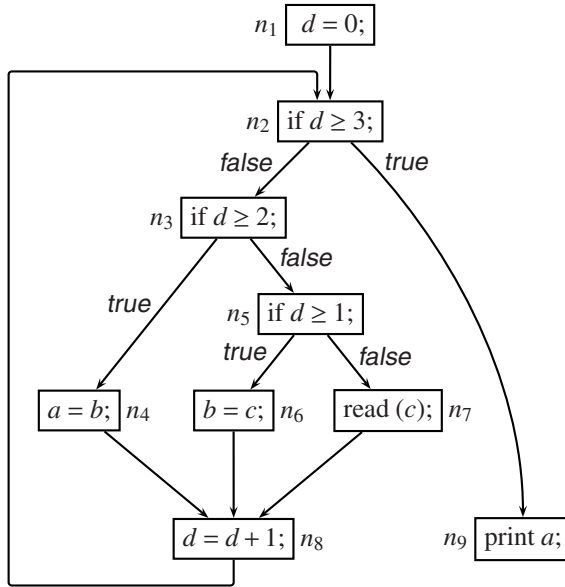 n1 d = 0;
n2 if d ≥ 3;
false true
n3 if d ≥ 2;
true false
n5 if d ≥ 1;
true false
a = b; n4 b = c; n6 read (c); n7
d = d + 1; n8 n9 print a;